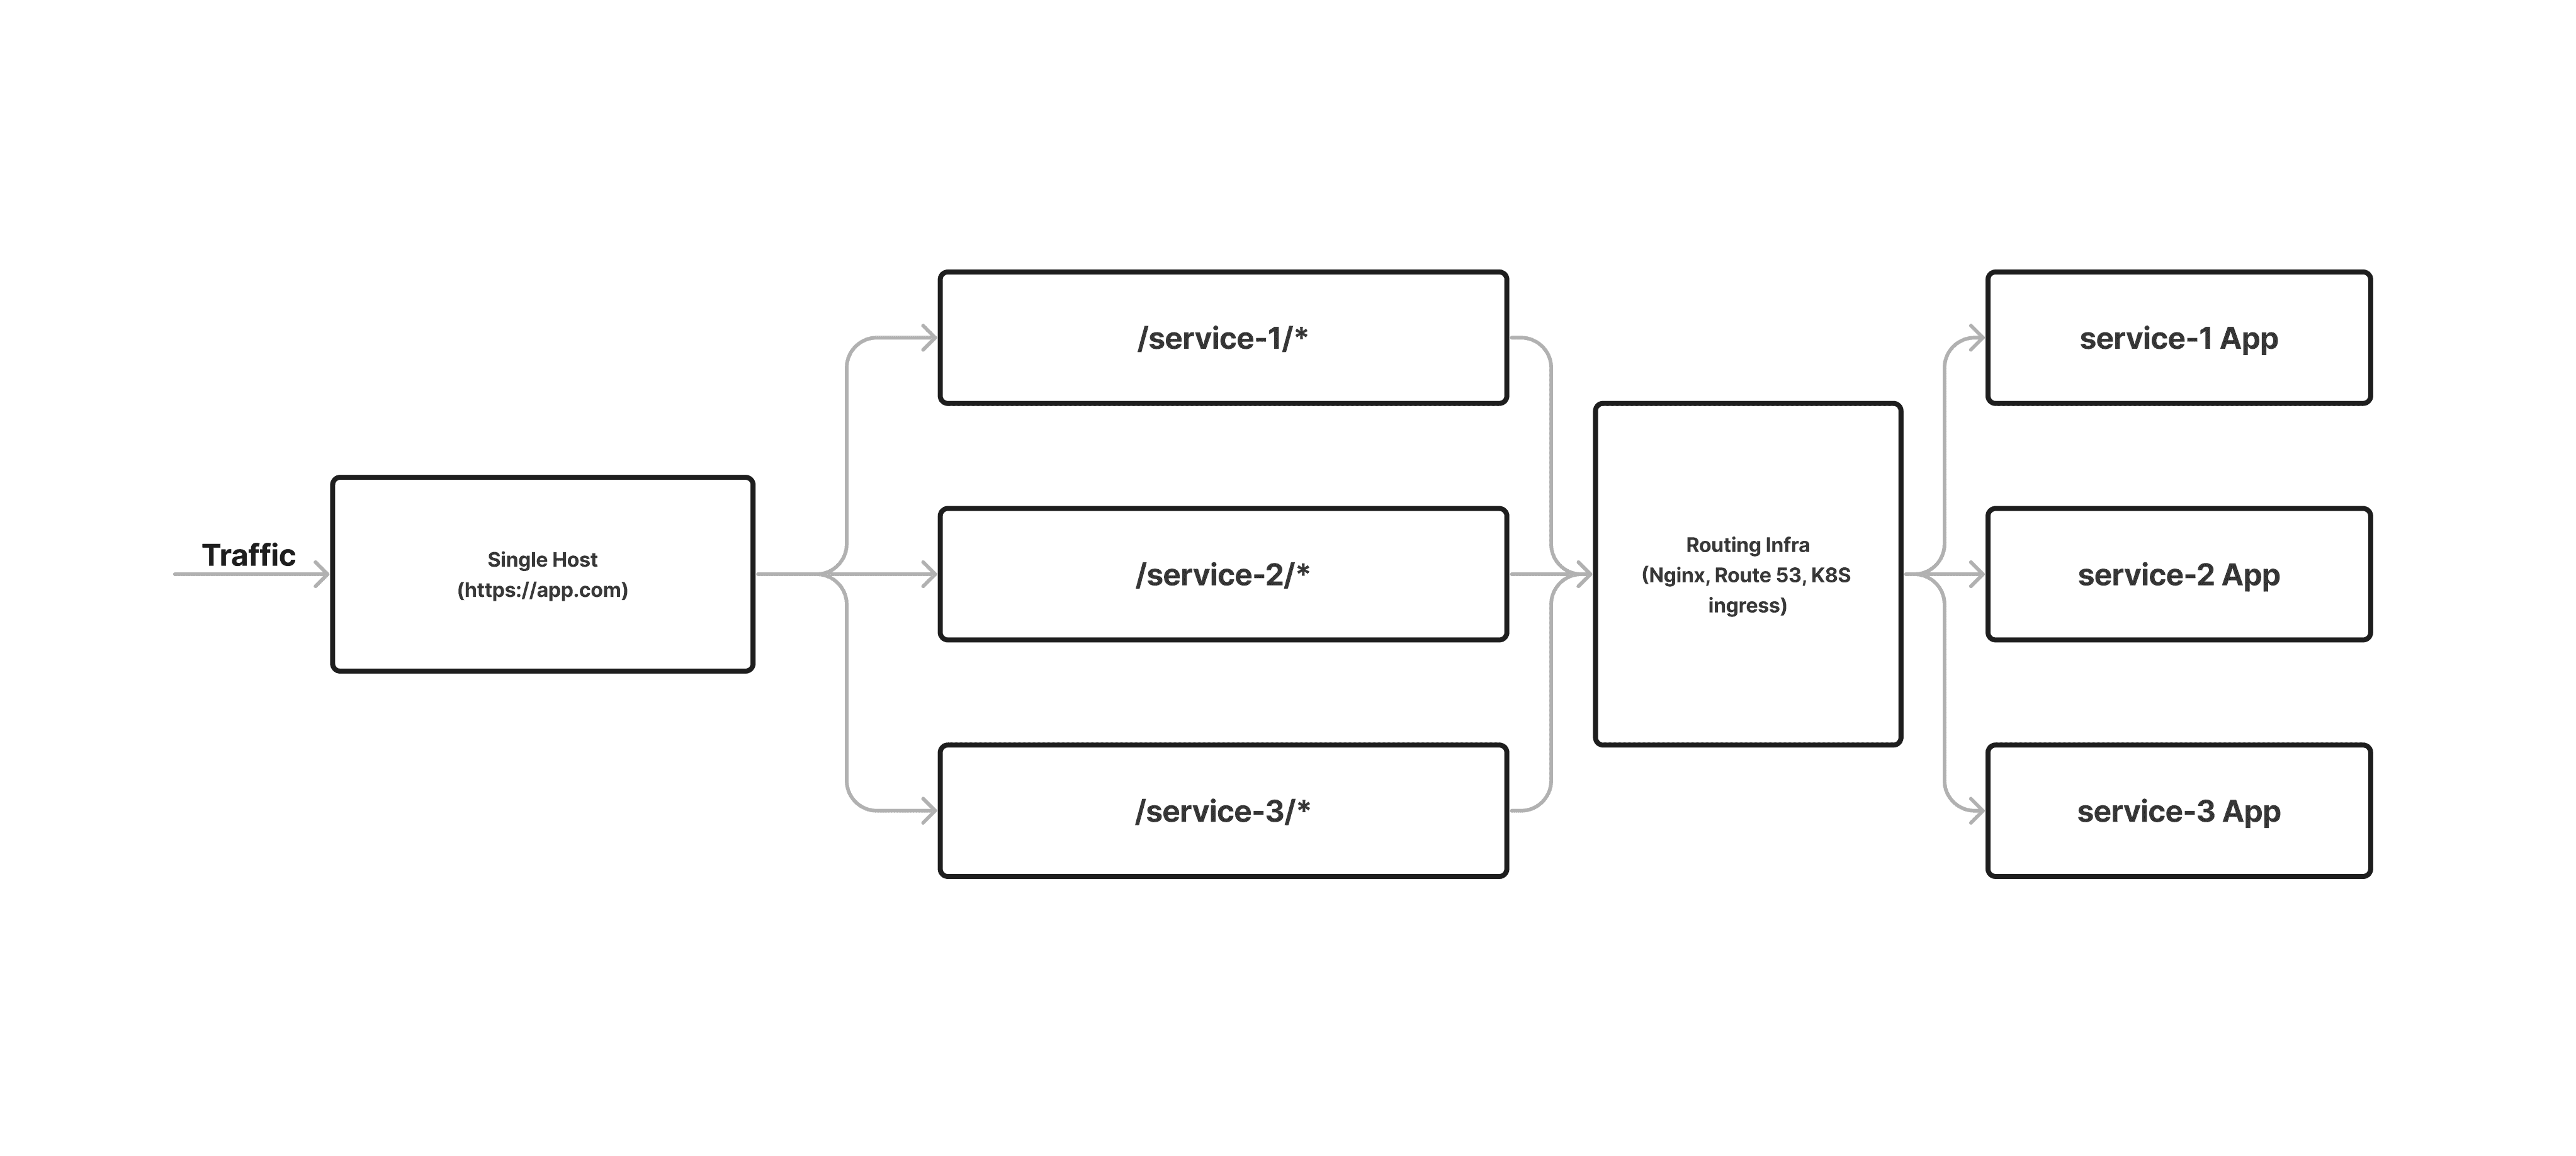 Traffic
Single Host
(https://app.com)
/service-1/*
/service-2/*
/service-3/*
Routing Infra
(Nginx, Route 53, K8S
ingress)
service-1 App
service-2 App
service-3 App